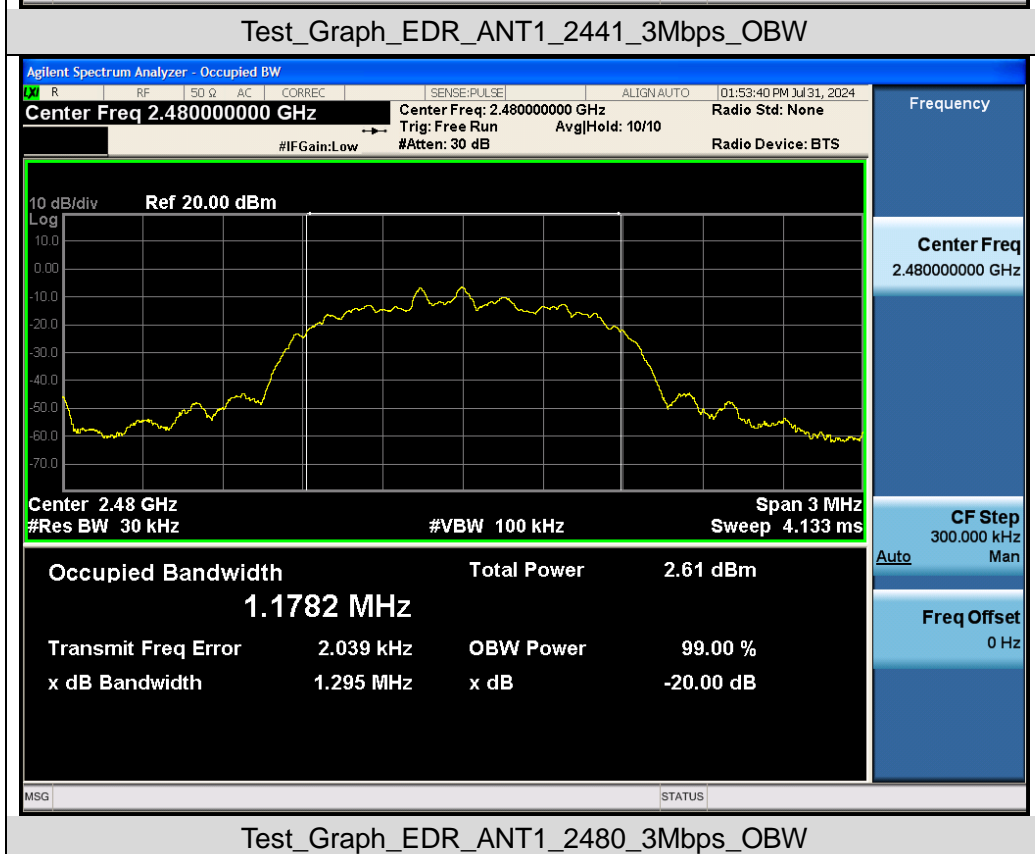 Test_Graph_EDR_ANT1_2441_3Mbps_OBW
Agilent Spectrum Analyzer - Occupied BW
LXI R RF 50 Ω AC CORREC SENSE:PULSE ALIGN AUTO 01:53:40 PM Jul 31, 2024
Center Freq 2.480000000 GHz Center Freq: 2.480000000 GHz Radio Std: None
Trig: Free Run Avg|Hold: 10/10
#IFGain:Low #Atten: 30 dB Radio Device: BTS
Frequency
10 dB/div Ref 20.00 dBm
Log
10.0
0.00
-10.0
-20.0
-30.0
-40.0
-50.0
-60.0
-70.0
Center 2.48 GHz Span 3 MHz
#Res BW 30 kHz #VBW 100 kHz Sweep 4.133 ms
Center Freq
2.480000000 GHz
CF Step
300.000 kHz
Auto Man
Freq Offset
0 Hz
Occupied Bandwidth Total Power 2.61 dBm
1.1782 MHz
Transmit Freq Error 2.039 kHz OBW Power 99.00 %
x dB Bandwidth 1.295 MHz x dB -20.00 dB
MSG STATUS
Test_Graph_EDR_ANT1_2480_3Mbps_OBW